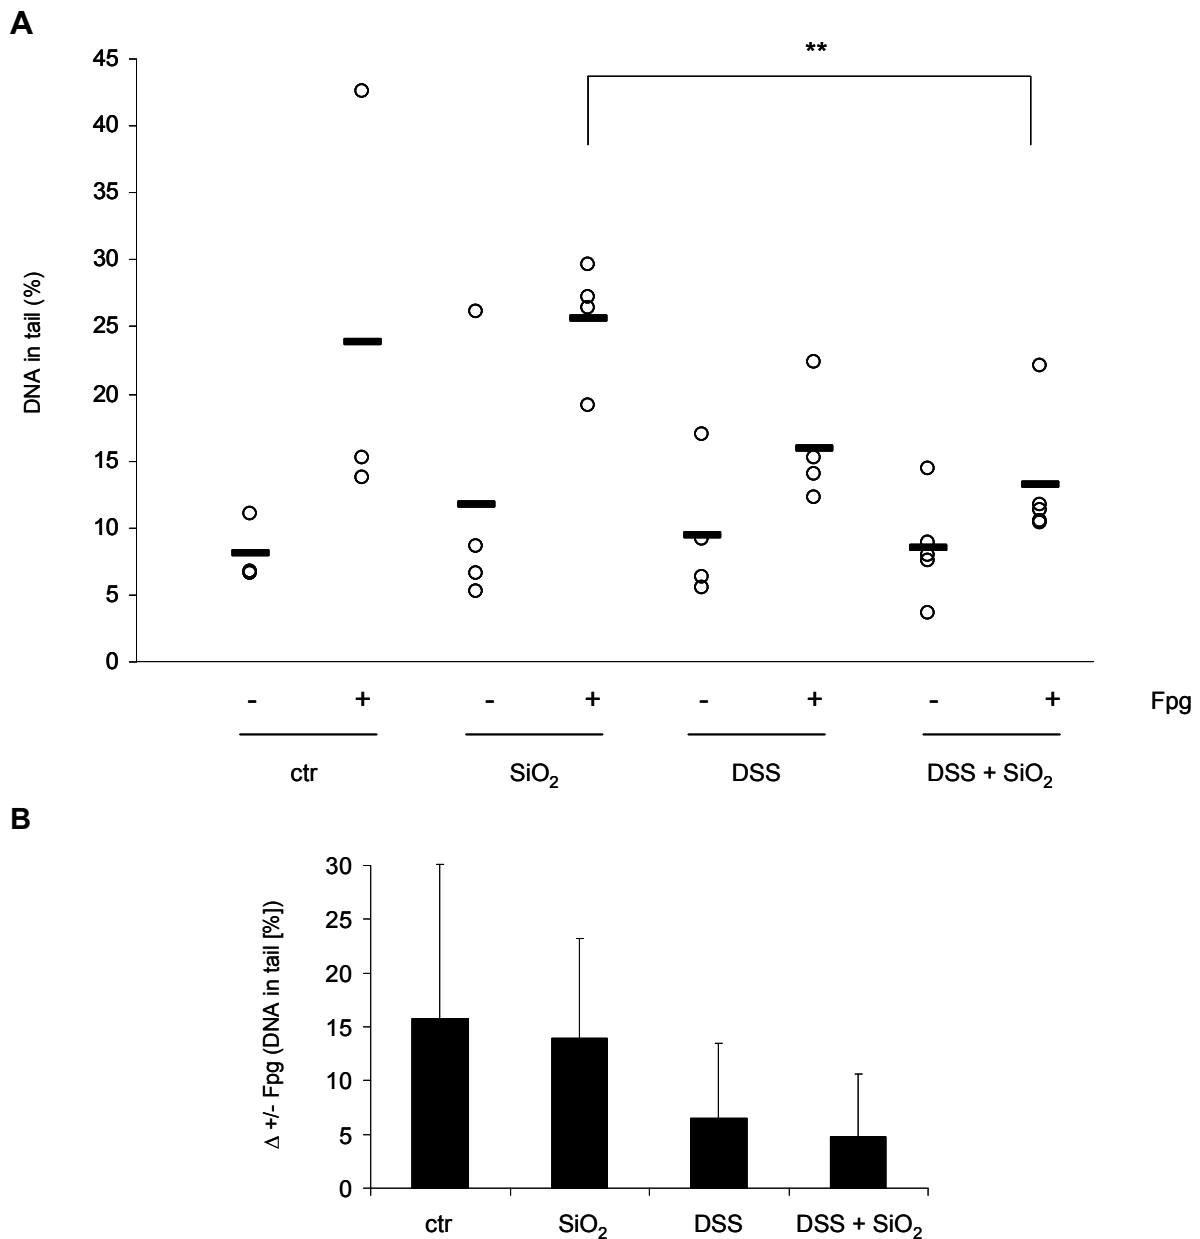 A
**
45
40
35
30
25
20
15
10
5
0
DNA in tail (%)
- + - + - + - + Fpg
ctr SiO₂ DSS DSS + SiO₂
B
30
25
20
15
10
5
0
Δ +/- Fpg (DNA in tail [%])
ctr SiO₂ DSS DSS + SiO₂